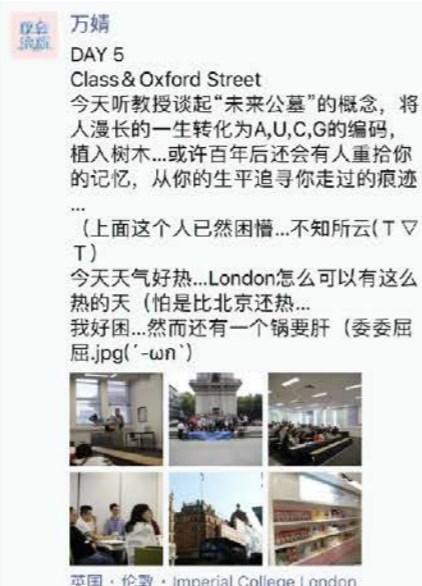 万婧
DAY 5
Class＆Oxford Street
今天听教授谈起“未来公墓”的概念，将
人漫长的一生转化为A,U,C,G的编码，
植入树木...或许百年后还会有人重拾你
的记忆，从你的生平追寻你走过的痕迹
...
（上面这个人已然困懵...不知所云(Ｔ▽
Ｔ)
今天天气好热...London怎么可以有这么
热的天（怕是比北京还热...
我好困...然而还有一个锅要肝（委委屈
屈.jpg(´-ωก`)
英国 · 伦敦 · Imperial College London